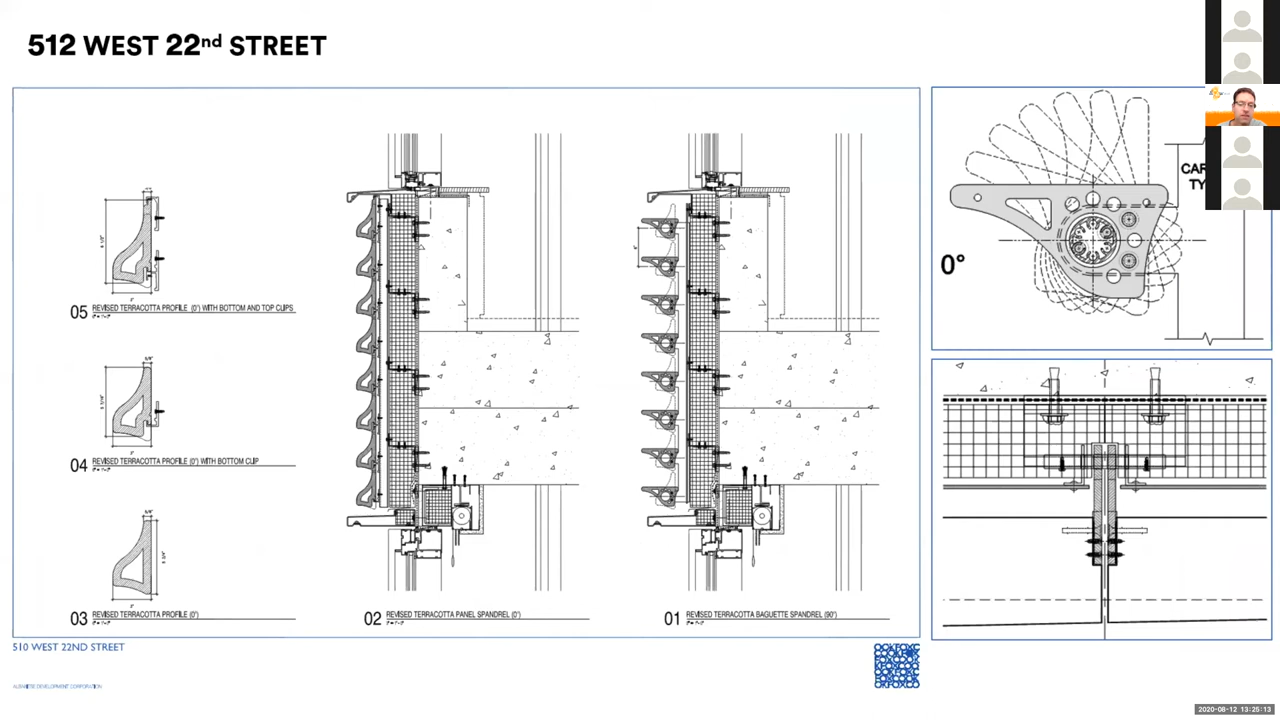 512 WEST 22nd STREET
05 REVISED TERRACOTTA PROFILE (0°) WITH BOTTOM AND TOP CLIPS
04 REVISED TERRACOTTA PROFILE (0°) WITH BOTTOM CLIP
03 REVISED TERRACOTTA PROFILE (0°)
02 REVISED TERRACOTTA PANEL SPANDREL (0°)
01 REVISED TERRACOTTA BAGUETTE SPANDREL (90°)
0°
510 WEST 22ND STREET
DEVELOPMENT CORPORATION
2020-08-12 13:25:13